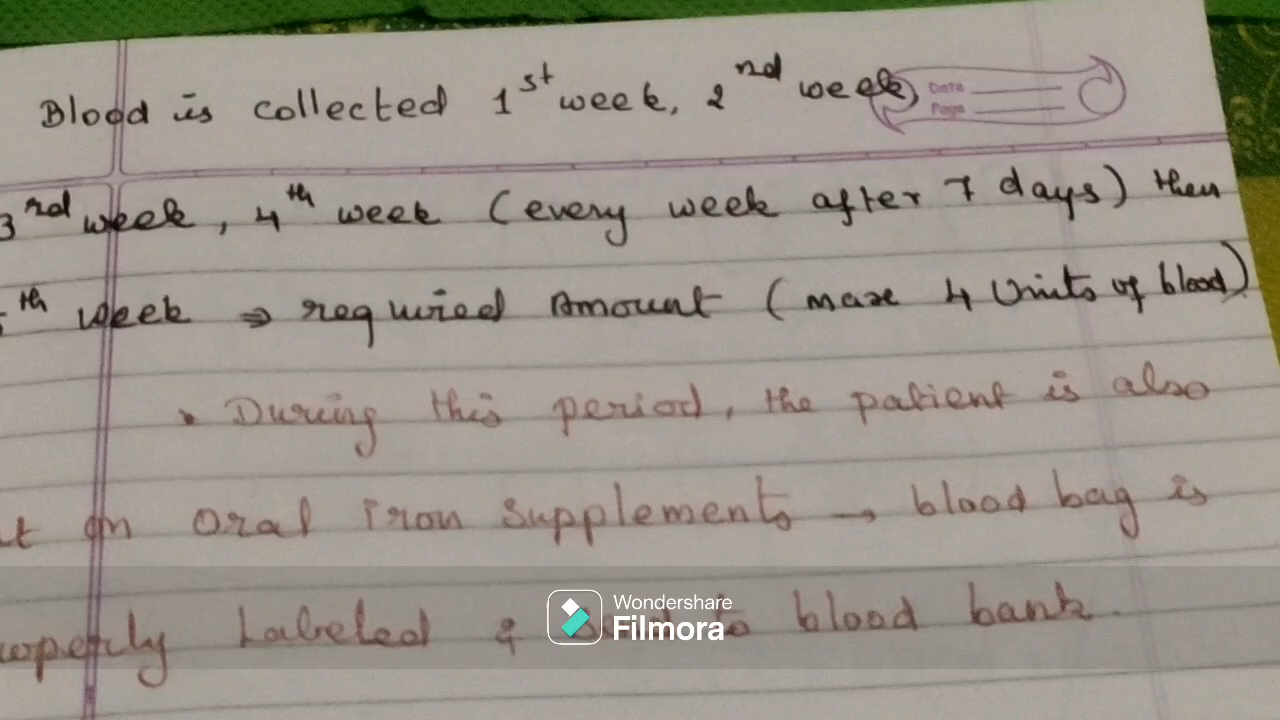 Blood is collected 1st week, 2nd week,
Date
Page
3rd week, 4th week (every week after 7 days) then
th week ⇒ required Amount (max 4 Units of blood)
• During this period, the patient is also
on oral iron supplements → blood bag is
Labeled & to blood bank.
Wondershare
Filmora